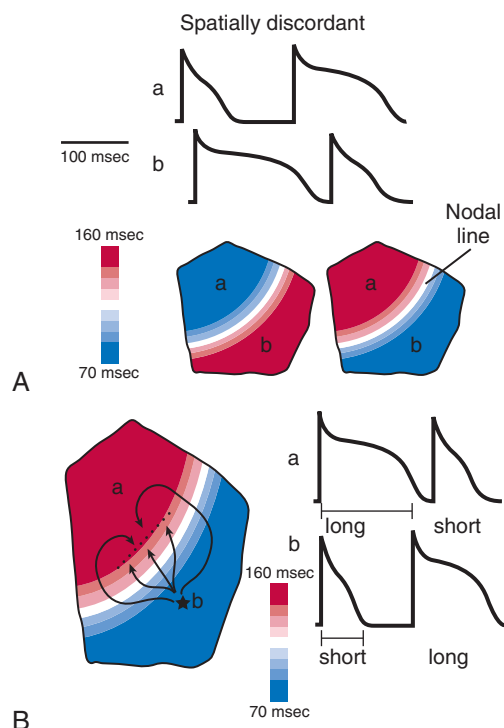 Spatially discordant
a
100 msec
b
160 msec
70 msec
a
b
a
b
Nodal
line
A
a
b
a
long
short
b
160 msec
70 msec
short
long
B